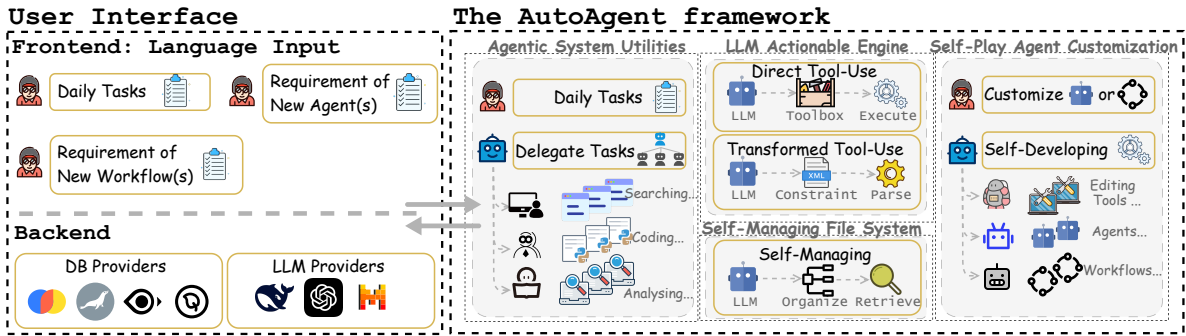 User Interface
Frontend: Language Input
Daily Tasks
Requirement of
New Agent(s)
Requirement of
New Workflow(s)
Backend
DB Providers
LLM Providers
The AutoAgent framework
Agentic System Utilities
Daily Tasks
Delegate Tasks
Searching...
Coding...
Analysing...
LLM Actionable Engine
Direct Tool-Use
LLM
Toolbox
Execute
Transformed Tool-Use
XML
LLM
Constraint
Parse
Self-Managing File System
Self-Managing
LLM
Organize
Retrieve
Self-Play Agent Customization
Customize
or
Self-Developing
Editing
Tools ...
Agents...
Workflows...